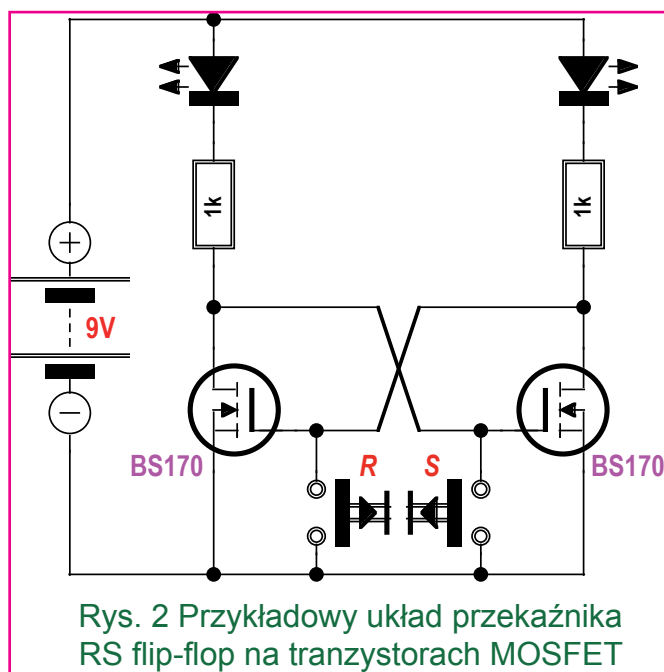 1k
1k
9V
BS170
R
S
BS170
Rys. 2 Przykładowy układ przekaźnika
RS flip-flop na tranzystorach MOSFET